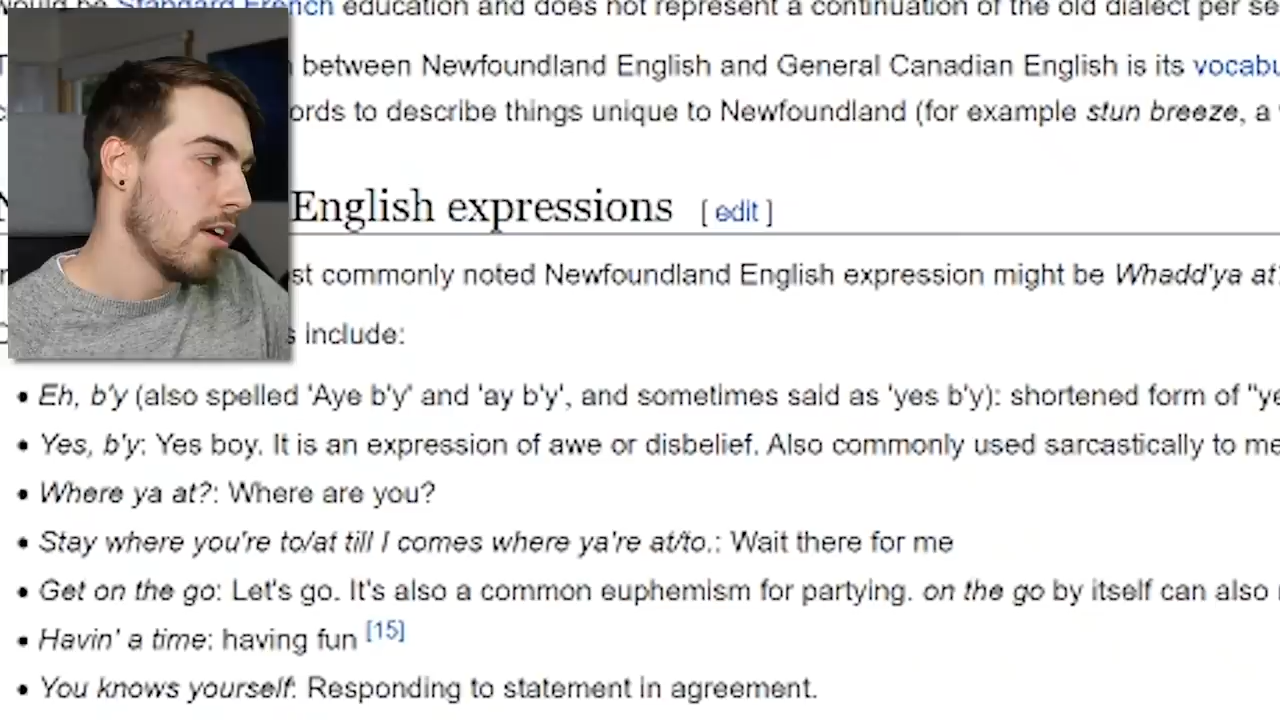 Standard French education and does not represent a continuation of the old dialect per se
between Newfoundland English and General Canadian English is its
to describe things unique to Newfoundland (for example stun breeze, a
English expressions [ edit ]
commonly noted Newfoundland English expression might be Whadd'ya at?
include:
• Eh, b'y (also spelled 'Aye b'y' and 'ay b'y', and sometimes said as 'yes b'y): shortened form of
• Yes, b'y: Yes boy. It is an expression of awe or disbelief. Also commonly used sarcastically to
• Where ya at?: Where are you?
• Stay where you're to/at till I comes where ya're at/to.: Wait there for me
• Get on the go: Let's go. It's also a common euphemism for partying. on the go by itself can also
• Havin' a time: having fun [15]
• You knows yourself: Responding to statement in agreement.